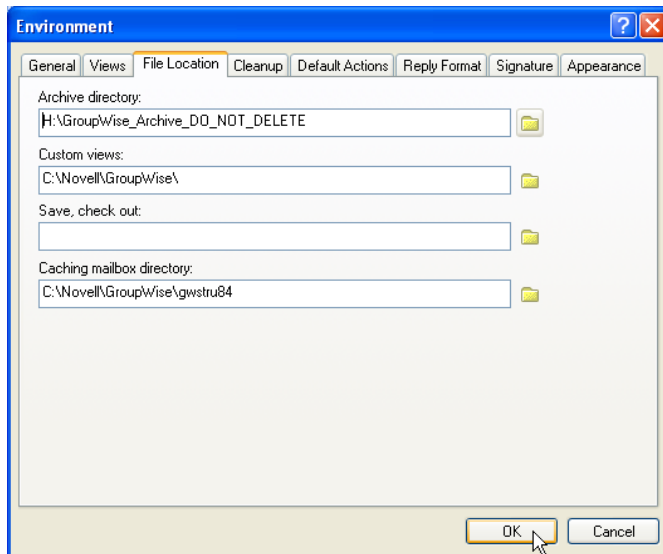 Environment
General Views File Location Cleanup Default Actions Reply Format Signature Appearance
Archive directory:
H:\GroupWise_Archive_DO_NOT_DELETE
Custom views:
C:\Novell\GroupWise\
Save, check out:
Caching mailbox directory:
C:\Novell\GroupWise\gwstru84
OK Cancel